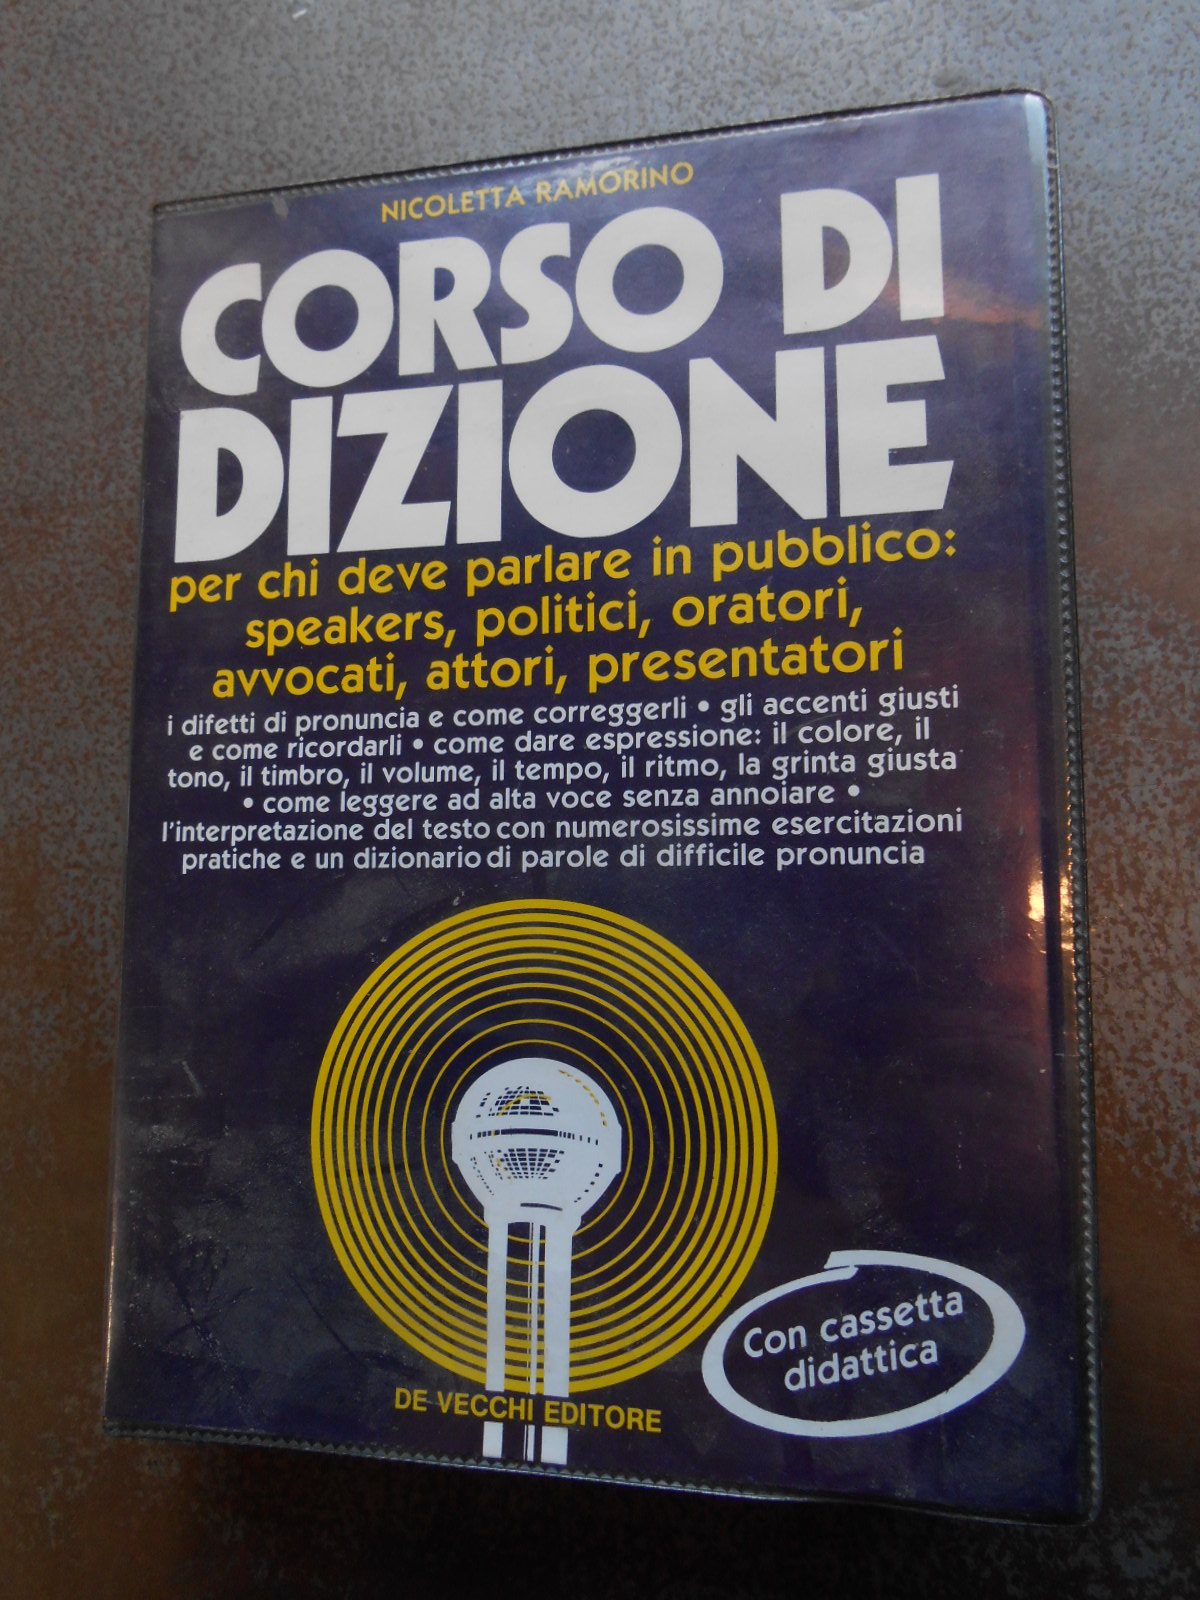 NICOLETTA RAMORINO
CORSO DI
DIZIONE
per chi deve parlare in pubblico:
speakers, politici, oratori,
avvocati, attori, presentatori
i difetti di pronuncia e come correggerli • gli accenti giusti
e come ricordarli • come dare espressione: il colore, il
tono, il timbro, il volume, il tempo, il ritmo, la grinta giusta
• come leggere ad alta voce senza annoiare •
l'interpretazione del testo con numerosissime esercitazioni
pratiche e un dizionario di parole di difficile pronuncia
Con cassetta
didattica
DE VECCHI EDITORE